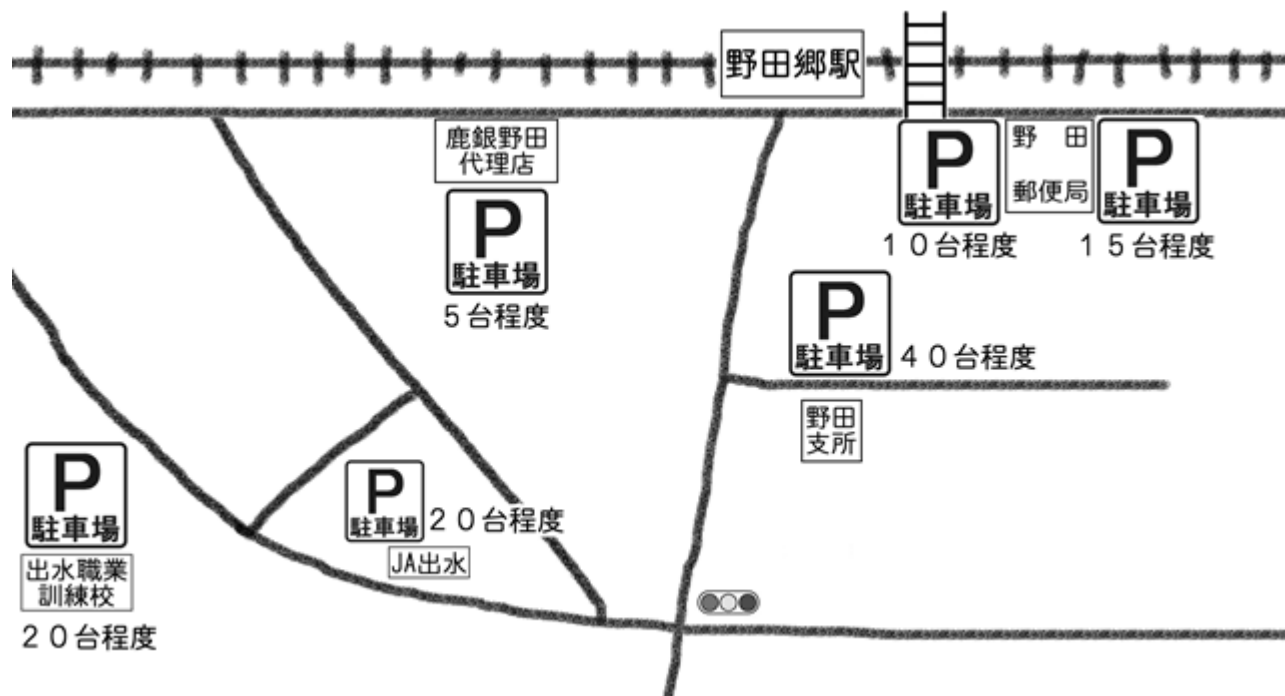 野田郷駅
鹿銀野田
代理店
P
駐車場
5台程度
P
駐車場
10台程度
野 田
郵便局
P
駐車場
15台程度
P
駐車場
40台程度
野田
支所
P
駐車場
出水職業
訓練校
20台程度
P
駐車場
20台程度
JA出水